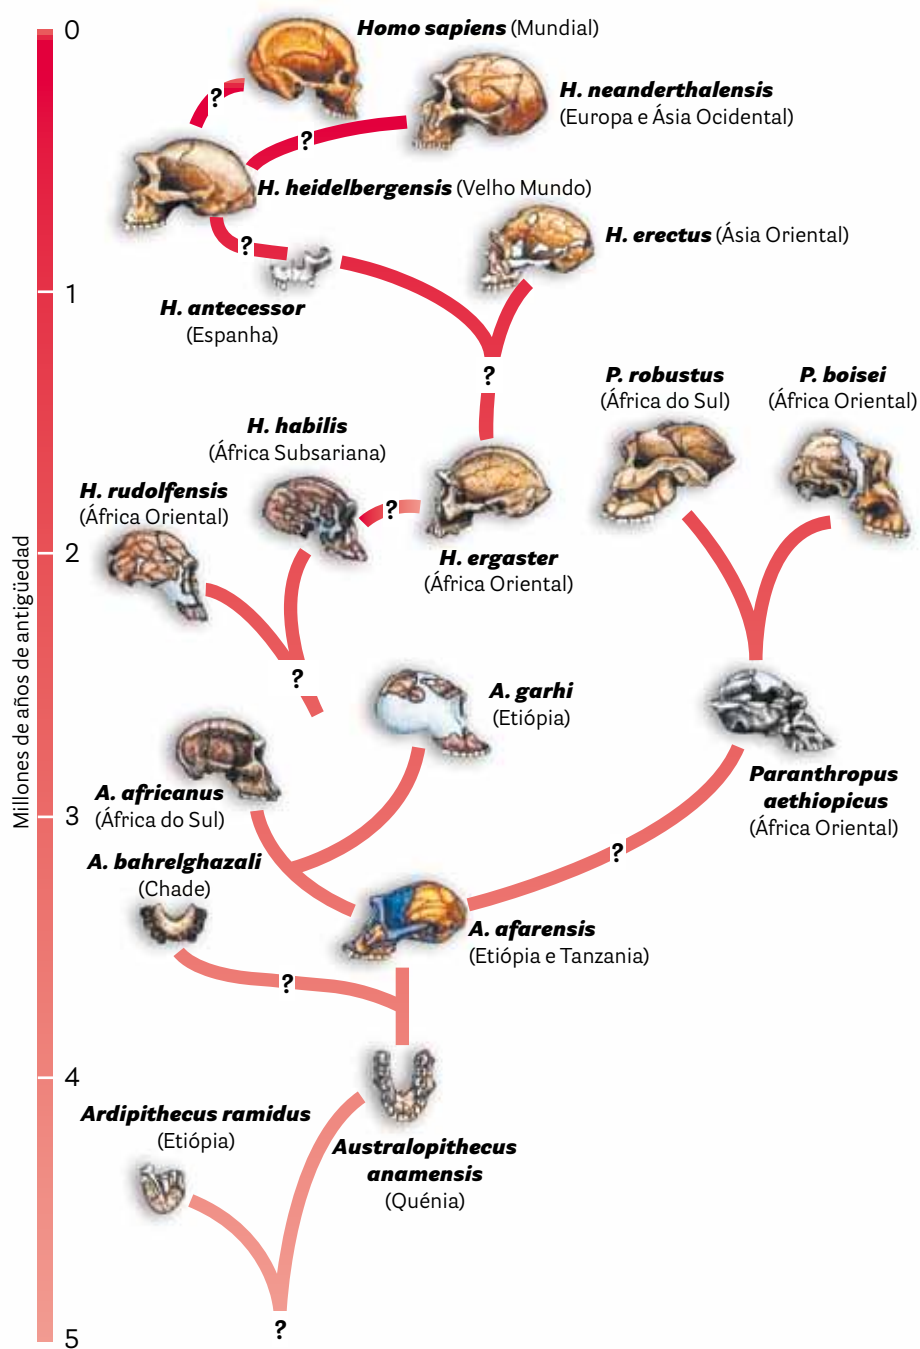 0
Homo sapiens (Mundial)
?
H. neanderthalensis
(Europa e Ásia Ocidental)
?
H. heidelbergensis (Velho Mundo)
?
H. erectus (Ásia Oriental)
1
H. antecessor
(Espanha)
?
P. robustus
(África do Sul)
P. boisei
(África Oriental)
H. habilis
(África Subsariana)
H. rudolfensis
(África Oriental)
?
2
H. ergaster
(África Oriental)
Millones de años de antigüedad
?
A. garhi
(Etiópia)
Paranthropus
aethiopicus
(África Oriental)
A. africanus
(África do Sul)
3
?
A. bahrelghazali
(Chade)
A. afarensis
(Etiópia e Tanzania)
?
4
Ardipithecus ramidus
(Etiópia)
Australopithecus
anamensis
(Quénia)
?
5